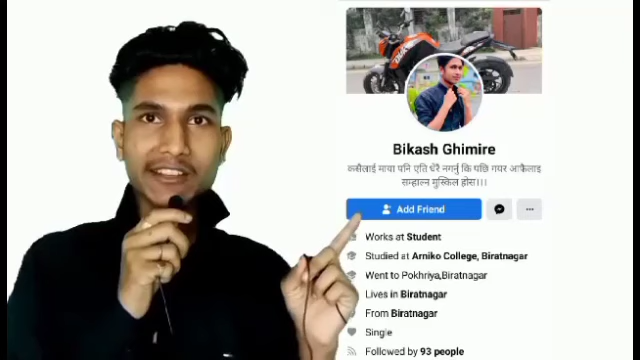 Bikash Ghimire
कसैलाई माया पनि एति धेरै नगर्नु कि पछि गयर आफैलाइ
सम्हाल्न मुस्किल होस।।।
Add Friend
Works at Student
Studied at Arniko College, Biratnagar
Went to Pokhriya,Biratnagar
Lives in Biratnagar
From Biratnagar
Single
Followed by 93 people